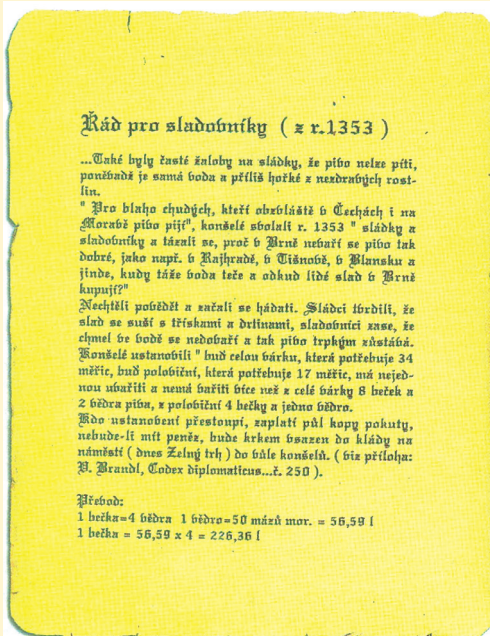 Řád pro sladovníky ( z r.1353 )
...Také byly časté žaloby na sládky, že pivo nelze píti,
poněvadž je samá voda a příliš hořké z nezdravých rost-
lin.
" Pro blaho chudých, kteří obzvláště v Čechách i na
Moravě pivo pijí", konšelé svolali r. 1353 " sládky a
sladovníky a tázali se, proč v Brně nevaří se pivo tak
dobré, jako např. v Rajhradě, v Tišnově, v Blansku a
jinde, kudy táže voda teče a odkud lidé slad v Brně
kupují?"
Nechtěli povědět a začali se hádati. Sládci tvrdili, že
slad se suší s třískami a drtinami, sladovníci zase, že
chmel ve vodě se nedovaří a tak pivo trpkým zůstává.
Konšelé ustanovili " buď celou várku, která potřebuje 34
měřic, buď poloviční, která potřebuje 17 měřic, má nejed-
nou uvařiti a nemá vařiti více než z celé várky 8 beček a
2 vědra piva, z poloviční 4 bečky a jedno vědro.
Kdo ustanovení přestoupí, zaplatí půl kopy pokuty,
nebude-li mít peněz, bude krkem vsazen do klády na
náměstí ( dnes Zelný trh ) do vůle konšelů. ( viz příloha:
V. Brandl, Codex diplomaticus...č. 250 ).
Převod:
1 bečka=4 vědra 1 vědro=50 mázů mor. = 56,59 l
1 bečka = 56,59 x 4 = 226,36 l